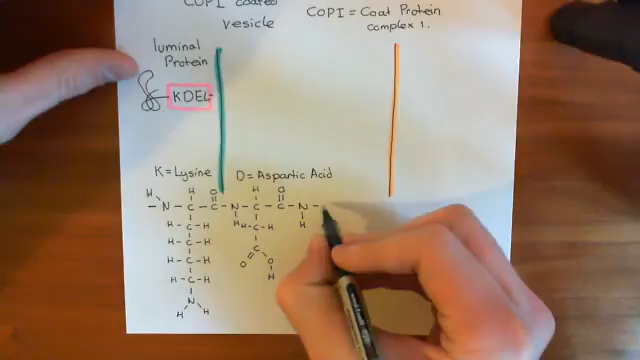 COPI coated
vesicle
COPI = Coat Protein
complex 1.
luminal
Protein
KDEL
K = Lysine
D = Aspartic Acid
H H O H O
N C C N C C N
H H
H C H H C H
H C H C
H C H O O
H C H H
N
H H